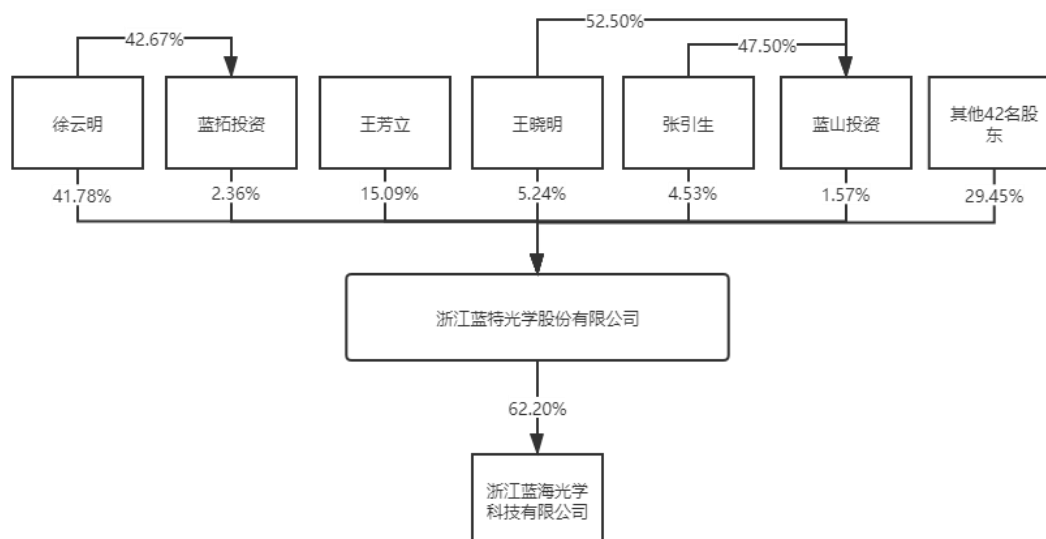 52.50%
42.67%
47.50%
徐云明
蓝拓投资
王芳立
王晓明
张引生
蓝山投资
其他42名股
东
41.78%
2.36%
15.09%
5.24%
4.53%
1.57%
29.45%
浙江蓝特光学股份有限公司
62.20%
浙江蓝海光学
科技有限公司